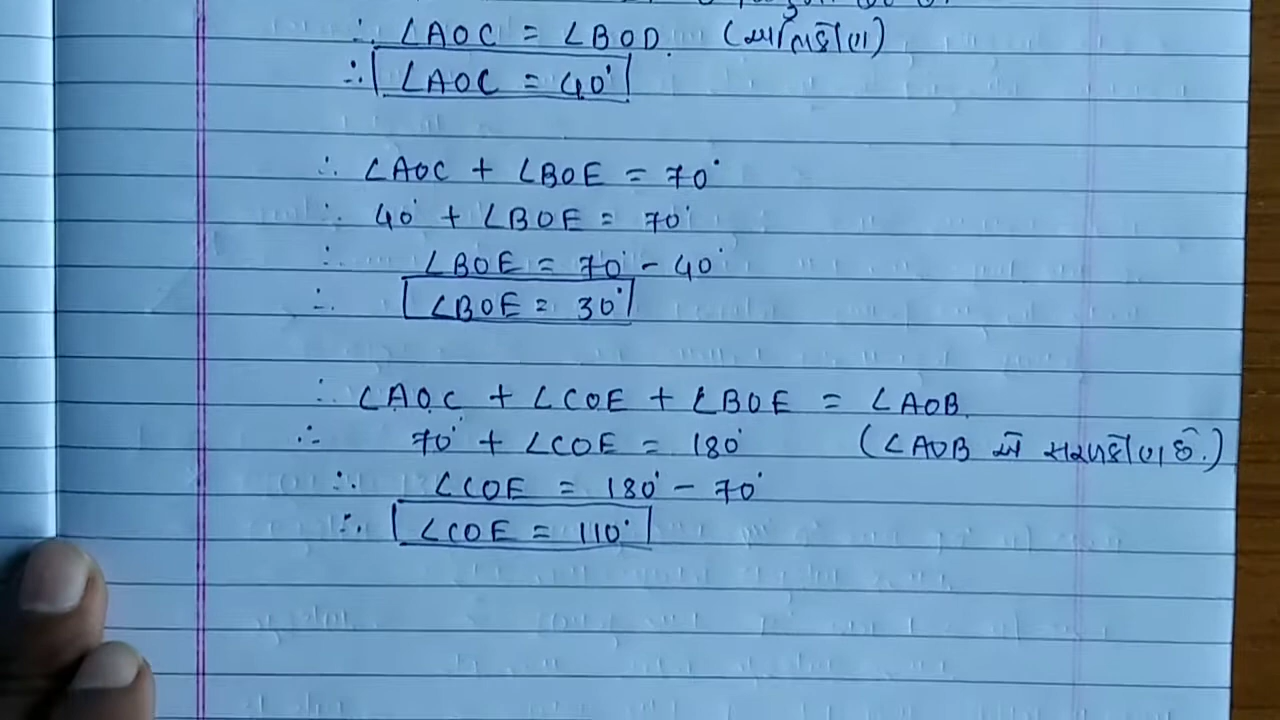 ∴ ∠AOC = ∠BOD. (અભિકોણ)
∴ ∠AOC = 40°
∴ ∠AOC + ∠BOE = 70°
∴ 40° + ∠BOE = 70°
∴ ∠BOE = 70° - 40°
∴ ∠BOE = 30°
∴ ∠AOC + ∠COE + ∠BOE = ∠AOB.
∴ 70° + ∠COE = 180° (∠AOB એ સરળકોણ છે.)
∴ ∠COE = 180° - 70°
∴ ∠COE = 110°